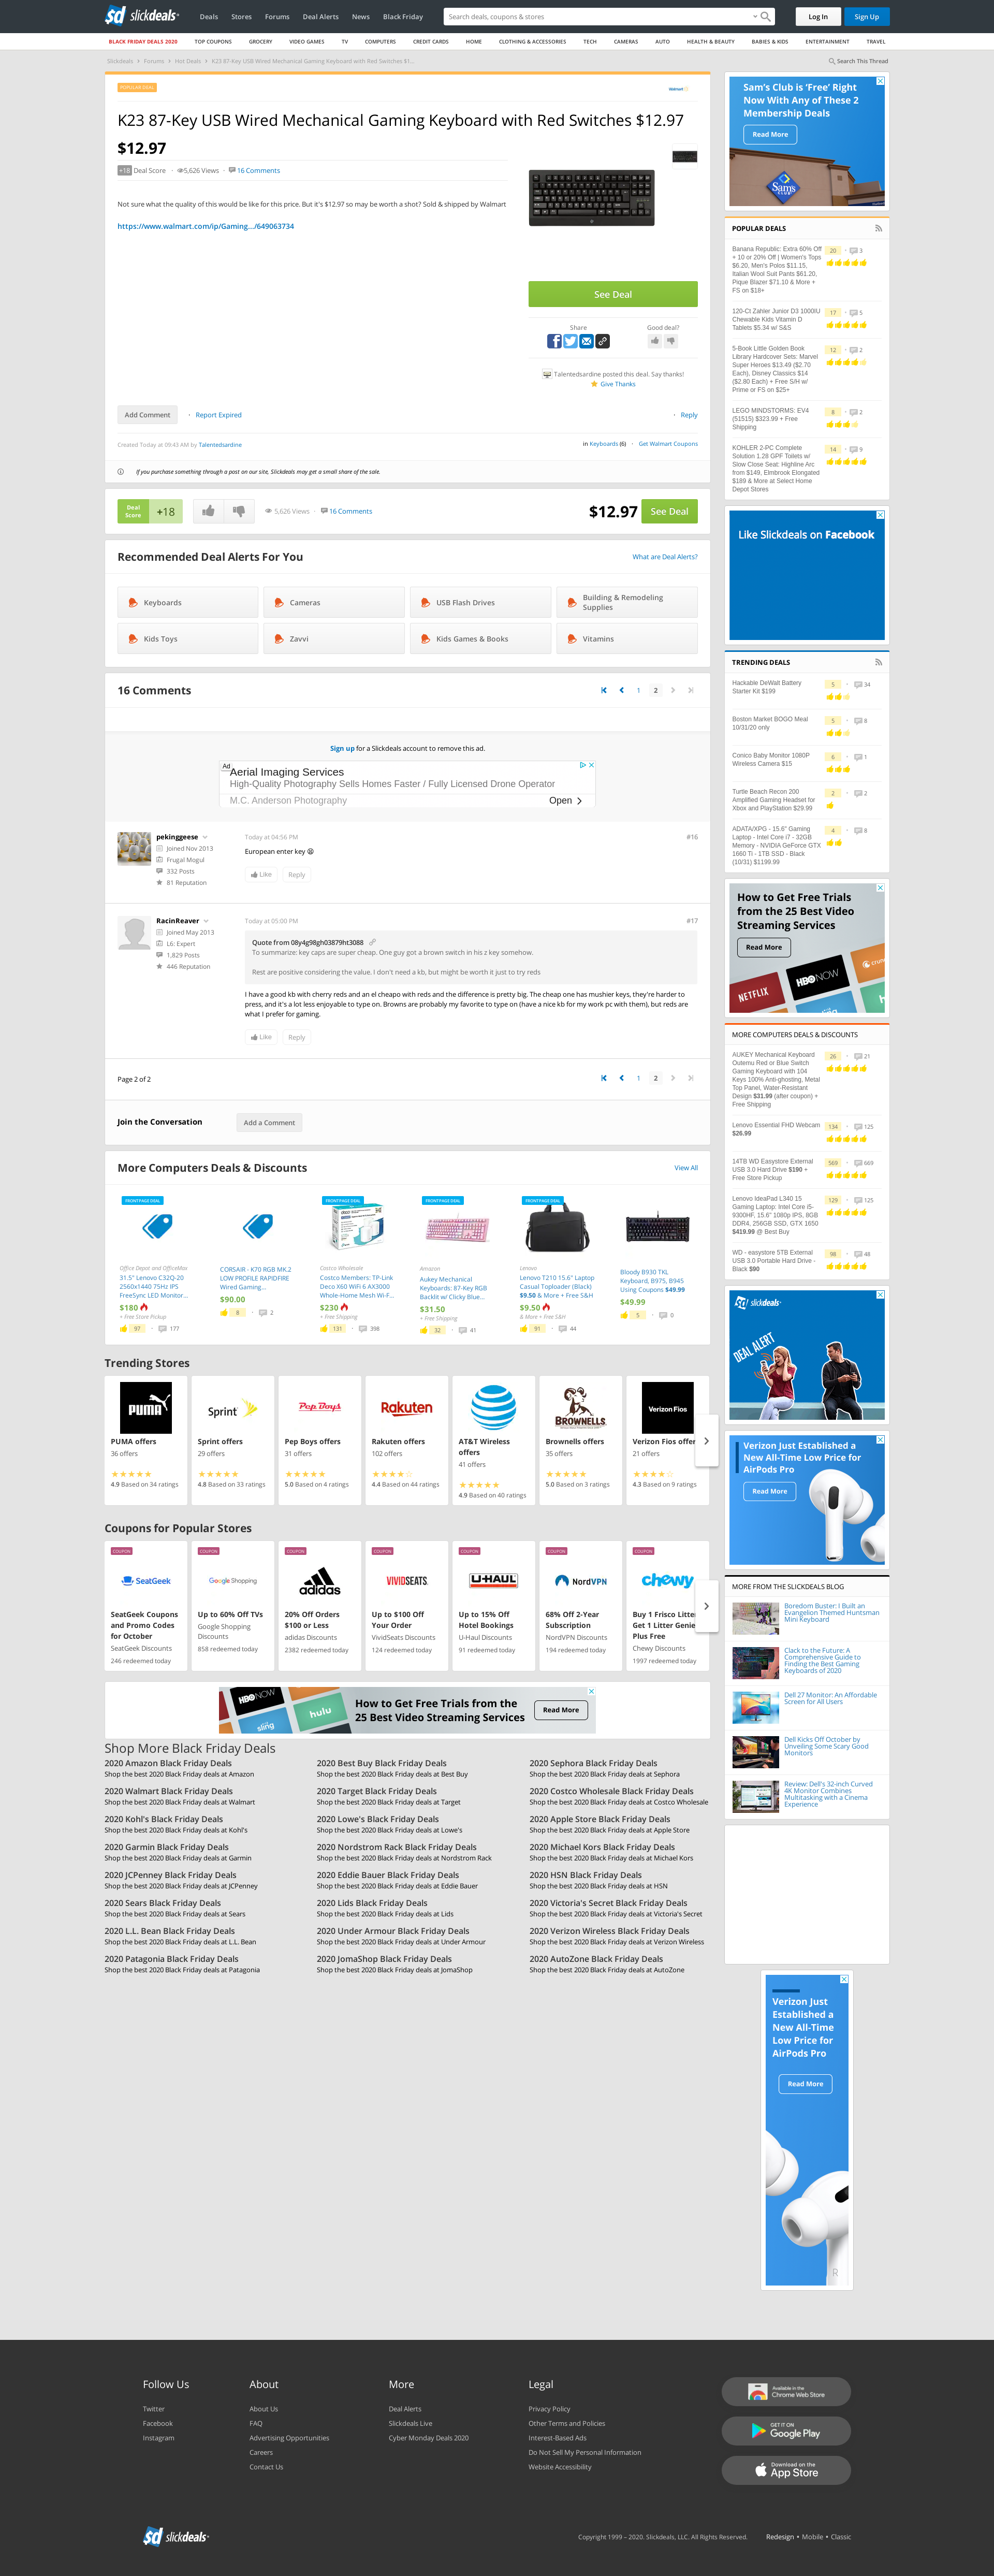 slickdeals
Deals
Stores
Forums
Deal Alerts
News
Black Friday
Search deals, coupons & stores
Log In
Sign Up
BLACK FRIDAY DEALS 2020
TOP COUPONS
GROCERY
VIDEO GAMES
TV
COMPUTERS
CREDIT CARDS
HOME
CLOTHING & ACCESSORIES
TECH
CAMERAS
AUTO
HEALTH & BEAUTY
BABIES & KIDS
ENTERTAINMENT
TRAVEL
Slickdeals
Forums
Hot Deals
K23 87-Key USB Wired Mechanical Gaming Keyboard with Red Switches $1...
Search This Thread
POPULAR DEAL
Walmart
K23 87-Key USB Wired Mechanical Gaming Keyboard with Red Switches $12.97
$12.97
+18 Deal Score
5,626 Views
16 Comments
Not sure what the quality of this would be like for this price. But it's $12.97 so may be worth a shot? Sold & shipped by Walmart
https://www.walmart.com/ip/Gaming.../649063734
See Deal
Share
Good deal?
Talentedsardine posted this deal. Say thanks!
Give Thanks
Add Comment
Report Expired
Reply
Created Today at 09:43 AM by Talentedsardine
in Keyboards (6)
Get Walmart Coupons
If you purchase something through a post on our site, Slickdeals may get a small share of the sale.
Deal Score
+18
5,626 Views
16 Comments
$12.97
See Deal
Recommended Deal Alerts For You
What are Deal Alerts?
Keyboards
Cameras
USB Flash Drives
Building & Remodeling Supplies
Kids Toys
Zavvi
Kids Games & Books
Vitamins
16 Comments
1
2
Sign up for a Slickdeals account to remove this ad.
Ad
Aerial Imaging Services
High-Quality Photography Sells Homes Faster / Fully Licensed Drone Operator
M.C. Anderson Photography
Open
pekinggeese
Joined Nov 2013
Frugal Mogul
332 Posts
81 Reputation
Today at 04:56 PM
#16
European enter key
Like
Reply
RacinReaver
Joined May 2013
L6: Expert
1,829 Posts
446 Reputation
Today at 05:00 PM
#17
Quote from 08y4g98gh03879ht3088
To summarize: key caps are super cheap. One guy got a brown switch in his z key somehow.
Rest are positive considering the value. I don't need a kb, but might be worth it just to try reds
I have a good kb with cherry reds and an el cheapo with reds and the difference is pretty big. The cheap one has mushier keys, they're harder to
press, and it's a lot less enjoyable to type on. Browns are probably my favorite to type on (have a nice kb for my work pc with them), but reds are
what I prefer for gaming.
Like
Reply
Page 2 of 2
1
2
Join the Conversation
Add a Comment
More Computers Deals & Discounts
View All
FRONTPAGE DEAL
Office Depot and OfficeMax
31.5" Lenovo C32Q-20
2560x1440 75Hz IPS
FreeSync LED Monitor...
$180
+ Free Store Pickup
97
177
CORSAIR - K70 RGB MK.2
LOW PROFILE RAPIDFIRE
Wired Gaming...
$90.00
8
2
FRONTPAGE DEAL
Costco Wholesale
Costco Members: TP-Link
Deco X60 WiFi 6 AX3000
Whole-Home Mesh Wi-F...
$230
+ Free Shipping
131
398
FRONTPAGE DEAL
Amazon
Aukey Mechanical
Keyboards: 87-Key RGB
Backlit w/ Clicky Blue...
$31.50
+ Free Shipping
32
41
FRONTPAGE DEAL
Lenovo
Lenovo T210 15.6" Laptop
Casual Toploader (Black)
$9.50 & More + Free S&H
$9.50
& More + Free S&H
91
44
Bloody B930 TKL
Keyboard, B975, B945
Using Coupons $49.99
$49.99
5
0
Trending Stores
PUMA
PUMA offers
36 offers
4.9 Based on 34 ratings
Sprint
Sprint offers
29 offers
4.8 Based on 33 ratings
Pep Boys
Pep Boys offers
31 offers
5.0 Based on 4 ratings
Rakuten
Rakuten offers
102 offers
4.4 Based on 44 ratings
AT&T Wireless offers
41 offers
4.9 Based on 40 ratings
BROWNELLS
Brownells offers
35 offers
5.0 Based on 3 ratings
Verizon Fios
Verizon Fios offer
21 offers
4.3 Based on 9 ratings
Coupons for Popular Stores
COUPON
SeatGeek
SeatGeek Coupons
and Promo Codes
for October
SeatGeek Discounts
246 redeemed today
COUPON
Google Shopping
Up to 60% Off TVs
Google Shopping
Discounts
858 redeemed today
COUPON
adidas
20% Off Orders
$100 or Less
adidas Discounts
2382 redeemed today
COUPON
VIVIDSEATS
Up to $100 Off
Your Order
VividSeats Discounts
124 redeemed today
COUPON
U-HAUL
Up to 15% Off
Hotel Bookings
U-Haul Discounts
91 redeemed today
COUPON
NordVPN
68% Off 2-Year
Subscription
NordVPN Discounts
194 redeemed today
COUPON
chewy
Buy 1 Frisco Litter
Get 1 Litter Genie
Plus Free
Chewy Discounts
1997 redeemed today
HBO NOW
sling
hulu
How to Get Free Trials from the
25 Best Video Streaming Services
Read More
Shop More Black Friday Deals
2020 Amazon Black Friday Deals
Shop the best 2020 Black Friday deals at Amazon
2020 Best Buy Black Friday Deals
Shop the best 2020 Black Friday deals at Best Buy
2020 Sephora Black Friday Deals
Shop the best 2020 Black Friday deals at Sephora
2020 Walmart Black Friday Deals
Shop the best 2020 Black Friday deals at Walmart
2020 Target Black Friday Deals
Shop the best 2020 Black Friday deals at Target
2020 Costco Wholesale Black Friday Deals
Shop the best 2020 Black Friday deals at Costco Wholesale
2020 Kohl's Black Friday Deals
Shop the best 2020 Black Friday deals at Kohl's
2020 Lowe's Black Friday Deals
Shop the best 2020 Black Friday deals at Lowe's
2020 Apple Store Black Friday Deals
Shop the best 2020 Black Friday deals at Apple Store
2020 Garmin Black Friday Deals
Shop the best 2020 Black Friday deals at Garmin
2020 Nordstrom Rack Black Friday Deals
Shop the best 2020 Black Friday deals at Nordstrom Rack
2020 Michael Kors Black Friday Deals
Shop the best 2020 Black Friday deals at Michael Kors
2020 JCPenney Black Friday Deals
Shop the best 2020 Black Friday deals at JCPenney
2020 Eddie Bauer Black Friday Deals
Shop the best 2020 Black Friday deals at Eddie Bauer
2020 HSN Black Friday Deals
Shop the best 2020 Black Friday deals at HSN
2020 Sears Black Friday Deals
Shop the best 2020 Black Friday deals at Sears
2020 Lids Black Friday Deals
Shop the best 2020 Black Friday deals at Lids
2020 Victoria's Secret Black Friday Deals
Shop the best 2020 Black Friday deals at Victoria's Secret
2020 L.L. Bean Black Friday Deals
Shop the best 2020 Black Friday deals at L.L. Bean
2020 Under Armour Black Friday Deals
Shop the best 2020 Black Friday deals at Under Armour
2020 Verizon Wireless Black Friday Deals
Shop the best 2020 Black Friday deals at Verizon Wireless
2020 Patagonia Black Friday Deals
Shop the best 2020 Black Friday deals at Patagonia
2020 JomaShop Black Friday Deals
Shop the best 2020 Black Friday deals at JomaShop
2020 AutoZone Black Friday Deals
Shop the best 2020 Black Friday deals at AutoZone
Sam's Club is 'Free' Right
Now With Any of These 2
Membership Deals
Read More
Sam's
CLUB
POPULAR DEALS
Banana Republic: Extra 60% Off
+ 10 or 20% Off | Women's Tops
$6.20, Men's Polos $11.15,
Italian Wool Suit Pants $61.20,
Pique Blazer $71.10 & More +
FS on $18+
20
3
120-Ct Zahler Junior D3 1000IU
Chewable Kids Vitamin D
Tablets $5.34 w/ S&S
17
5
5-Book Little Golden Book
Library Hardcover Sets: Marvel
Super Heroes $13.49 ($2.70
Each), Disney Classics $14
($2.80 Each) + Free S/H w/
Prime or FS on $25+
12
2
LEGO MINDSTORMS: EV4
(51515) $323.99 + Free
Shipping
8
2
KOHLER 2-PC Complete
Solution 1.28 GPF Toilets w/
Slow Close Seat: Highline Arc
from $149, Elmbrook Elongated
$189 & More at Select Home
Depot Stores
14
9
Like Slickdeals on Facebook
TRENDING DEALS
Hackable DeWalt Battery
Starter Kit $199
5
34
Boston Market BOGO Meal
10/31/20 only
5
8
Conico Baby Monitor 1080P
Wireless Camera $15
6
1
Turtle Beach Recon 200
Amplified Gaming Headset for
Xbox and PlayStation $29.99
2
2
ADATA/XPG - 15.6" Gaming
Laptop - Intel Core i7 - 32GB
Memory - NVIDIA GeForce GTX
1660 Ti - 1TB SSD - Black
(10/31) $1199.99
4
8
How to Get Free Trials
from the 25 Best Video
Streaming Services
Read More
NETFLIX
HBO NOW
crunc
h
MORE COMPUTERS DEALS & DISCOUNTS
AUKEY Mechanical Keyboard
Outemu Red or Blue Switch
Gaming Keyboard with 104
Keys 100% Anti-ghosting, Metal
Top Panel, Water-Resistant
Design $31.99 (after coupon) +
Free Shipping
26
21
Lenovo Essential FHD Webcam
$26.99
134
125
14TB WD Easystore External
USB 3.0 Hard Drive $190 +
Free Store Pickup
569
669
Lenovo IdeaPad L340 15
Gaming Laptop: Intel Core i5-
9300HF, 15.6" 1080p IPS, 8GB
DDR4, 256GB SSD, GTX 1650
$419.99 @ Best Buy
129
125
WD - easystore 5TB External
USB 3.0 Portable Hard Drive -
Black $90
98
48
slickdeals
DEAL ALERT
Verizon Just Established a
New All-Time Low Price for
AirPods Pro
Read More
MORE FROM THE SLICKDEALS BLOG
Boredom Buster: I Built an
Evangelion Themed Huntsman
Mini Keyboard
Clack to the Future: A
Comprehensive Guide to
Finding the Best Gaming
Keyboards of 2020
Dell 27 Monitor: An Affordable
Screen for All Users
Dell Kicks Off October by
Unveiling Some Scary Good
Monitors
Review: Dell's 32-inch Curved
4K Monitor Combines
Multitasking with a Cinema
Experience
Verizon Just
Established a
New All-Time
Low Price for
AirPods Pro
Read More
R
Follow Us
Twitter
Facebook
Instagram
About
About Us
FAQ
Advertising Opportunities
Careers
Contact Us
More
Deal Alerts
Slickdeals Live
Cyber Monday Deals 2020
Legal
Privacy Policy
Other Terms and Policies
Interest-Based Ads
Do Not Sell My Personal Information
Website Accessibility
Available in the
Chrome Web Store
GET IT ON
Google Play
Download on the
App Store
slickdeals
Copyright 1999 – 2020. Slickdeals, LLC. All Rights Reserved.
Redesign • Mobile • Classic